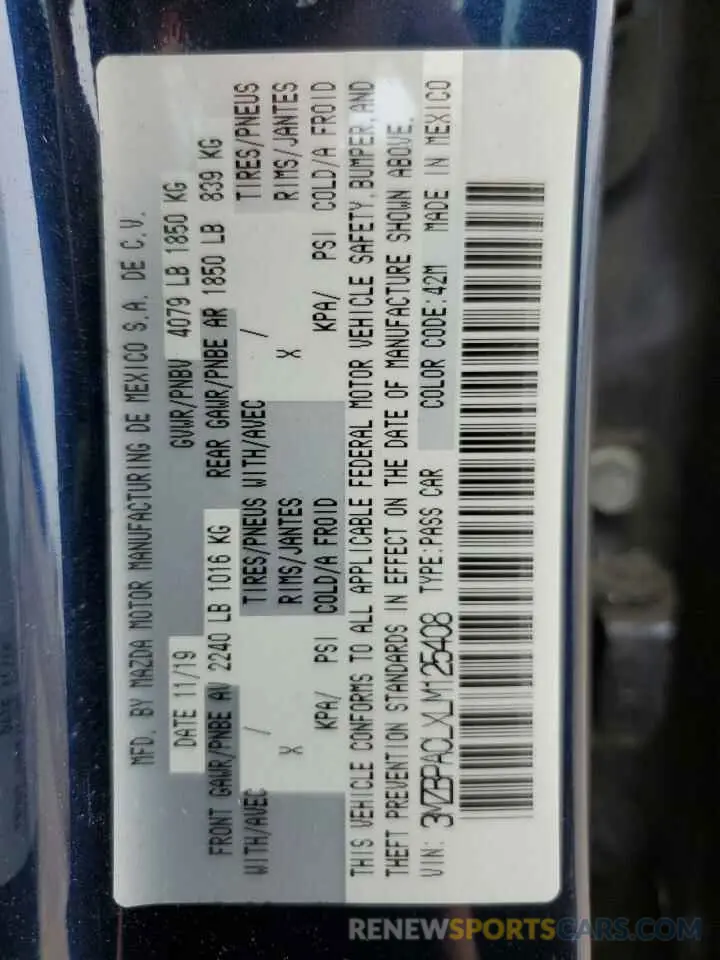 MFD. BY MAZDA MOTOR MANUFACTURING DE MEXICO S.A. DE C.V.
DATE 11/19 GVWR/PNBV 4079 LB 1850 KG
FRONT GAWR/PNBE AV 2240 LB 1016 KG REAR GAWR/PNBE AR 1850 LB 839 KG
WITH/AVEC / TIRES/PNEUS WITH/AVEC / TIRES/PNEUS
X RIMS/JANTES X RIMS/JANTES
KPA/ PSI COLD/A FROID KPA/ PSI COLD/A FROID
THIS VEHICLE CONFORMS TO ALL APPLICABLE FEDERAL MOTOR VEHICLE SAFETY, BUMPER, AND
THEFT PREVENTION STANDARDS IN EFFECT ON THE DATE OF MANUFACTURE SHOWN ABOVE.
VIN: 3MZBPACLXLM125408 TYPE:PASS CAR COLOR CODE:42M MADE IN MEXICO
RENEWSPORTSCARS.COM